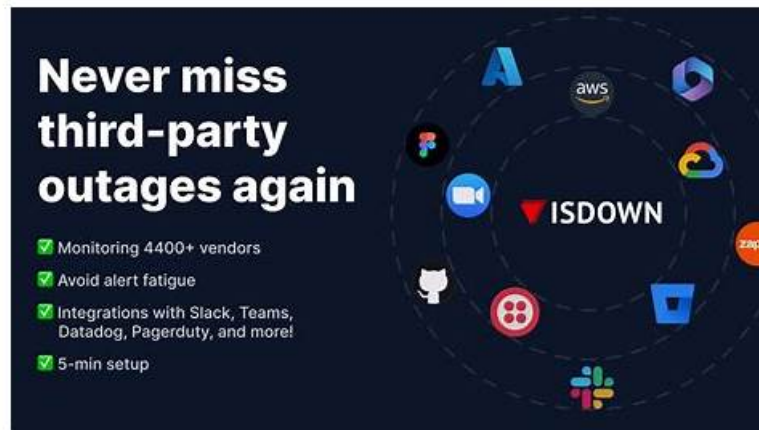 Never miss
third-party
outages again
✅ Monitoring 4400+ vendors
✅ Avoid alert fatigue
✅ Integrations with Slack, Teams,
Datadog, Pagerduty, and more!
✅ 5-min setup
aws
ISDOWN
zap